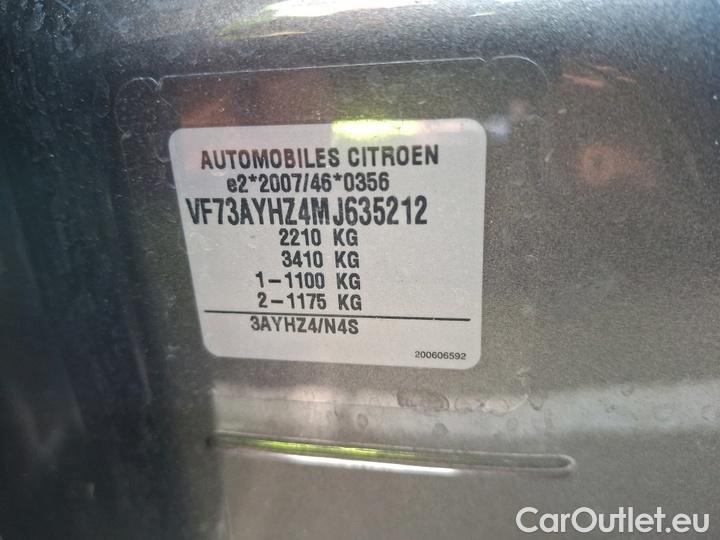 AUTOMOBILES CITROEN
e2*2007/46*0356
VF73AYHZ4MJ635212
2210 KG
3410 KG
1-1100 KG
2-1175 KG
3AYHZ4/N4S
200606592
CarOutlet.eu